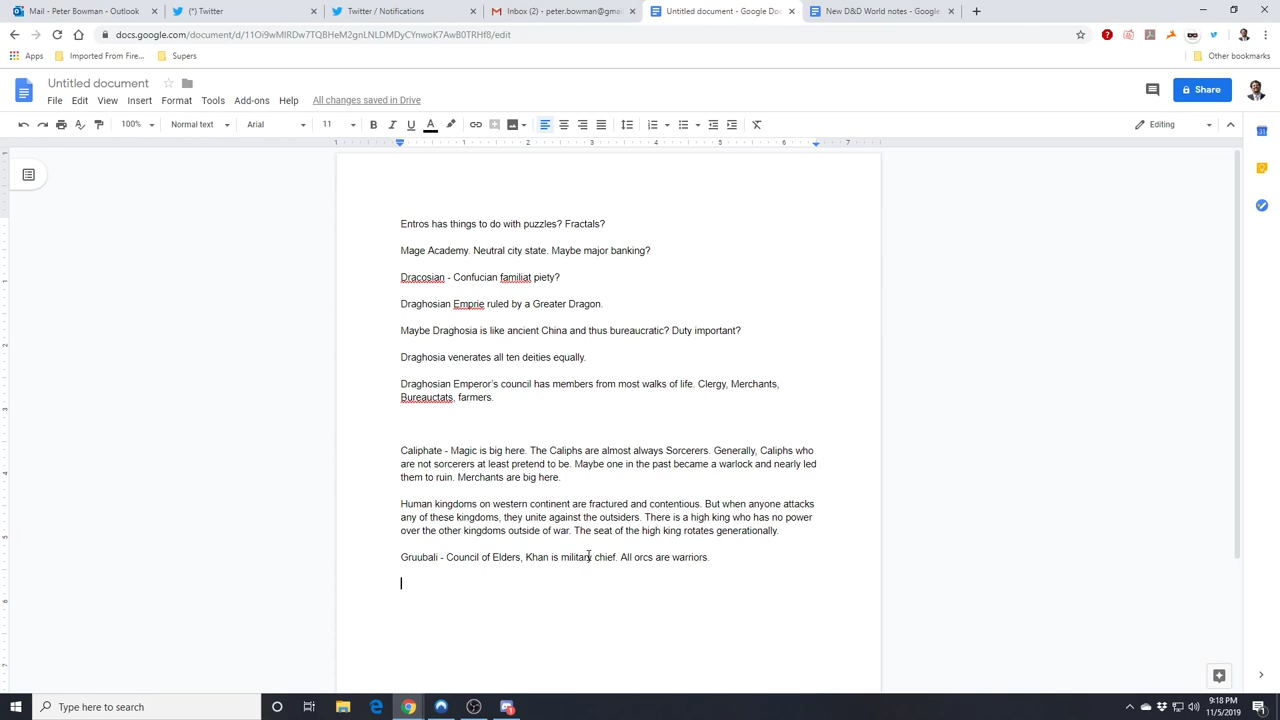 Mail - Peter Bowman - Outlook
(*) Twitter
Twitter / Notifications
Inbox (2) - peter.bowman@gmail
Untitled document - Google Doc
New D&D World notes - Google
docs.google.com/document/d/11Oi9wMIRDw7TQ8HeM2gnLNLDMDyCYnwoK7AwB0TRHf8/edit
Apps
Imported From Fire...
Supers
Other bookmarks
Untitled document
File Edit View Insert Format Tools Add-ons Help All changes saved in Drive
Share
100% Normal text Arial 11 B I U A Editing
1 1 2 3 4 5 6 7
Entros has things to do with puzzles? Fractals?
Mage Academy. Neutral city state. Maybe major banking?
Dracosian - Confucian familiat piety?
Draghosian Emprie ruled by a Greater Dragon.
Maybe Draghosia is like ancient China and thus bureaucratic? Duty important?
Draghosia venerates all ten deities equally.
Draghosian Emperor's council has members from most walks of life. Clergy, Merchants,
Bureauctats, farmers.
Caliphate - Magic is big here. The Caliphs are almost always Sorcerers. Generally, Caliphs who
are not sorcerers at least pretend to be. Maybe one in the past became a warlock and nearly led
them to ruin. Merchants are big here.
Human kingdoms on western continent are fractured and contentious. But when anyone attacks
any of these kingdoms, they unite against the outsiders. There is a high king who has no power
over the other kingdoms outside of war. The seat of the high king rotates generationally.
Gruubali - Council of Elders, Khan is military chief. All orcs are warriors.
Type here to search
9:18 PM
11/5/2019